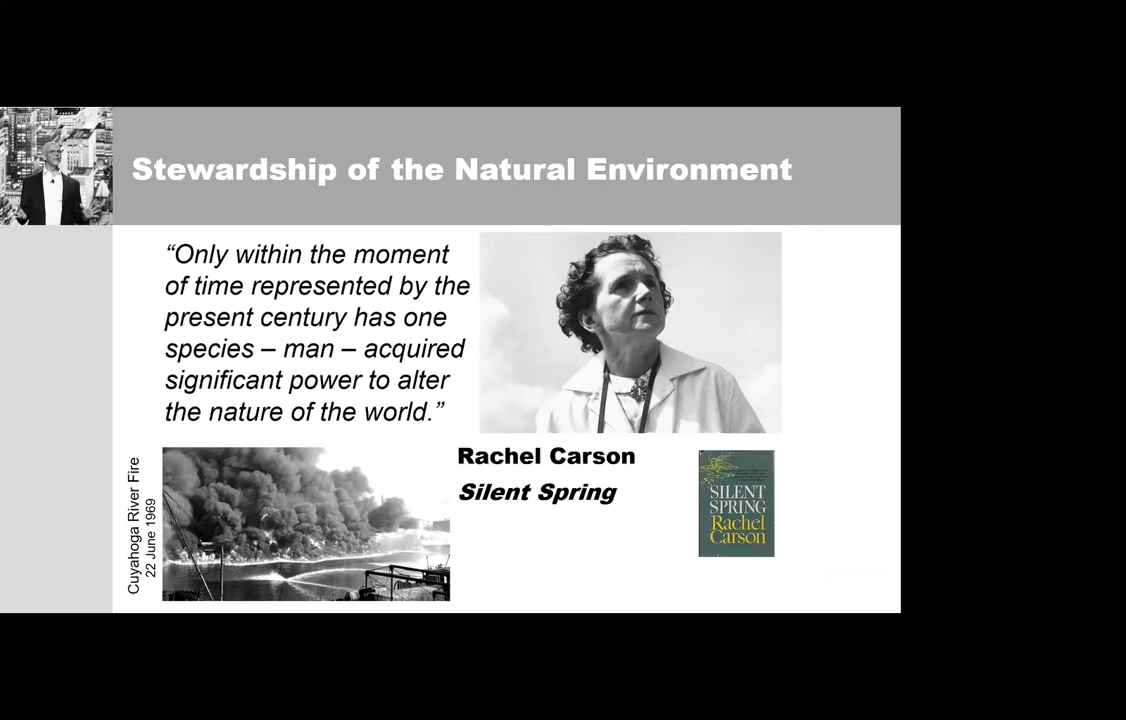 Stewardship of the Natural Environment
“Only within the moment
of time represented by the
present century has one
species – man – acquired
significant power to alter
the nature of the world.”
Rachel Carson
Silent Spring
Cuyahoga River Fire
22 June 1969
SILENT
SPRING
Rachel
Carson